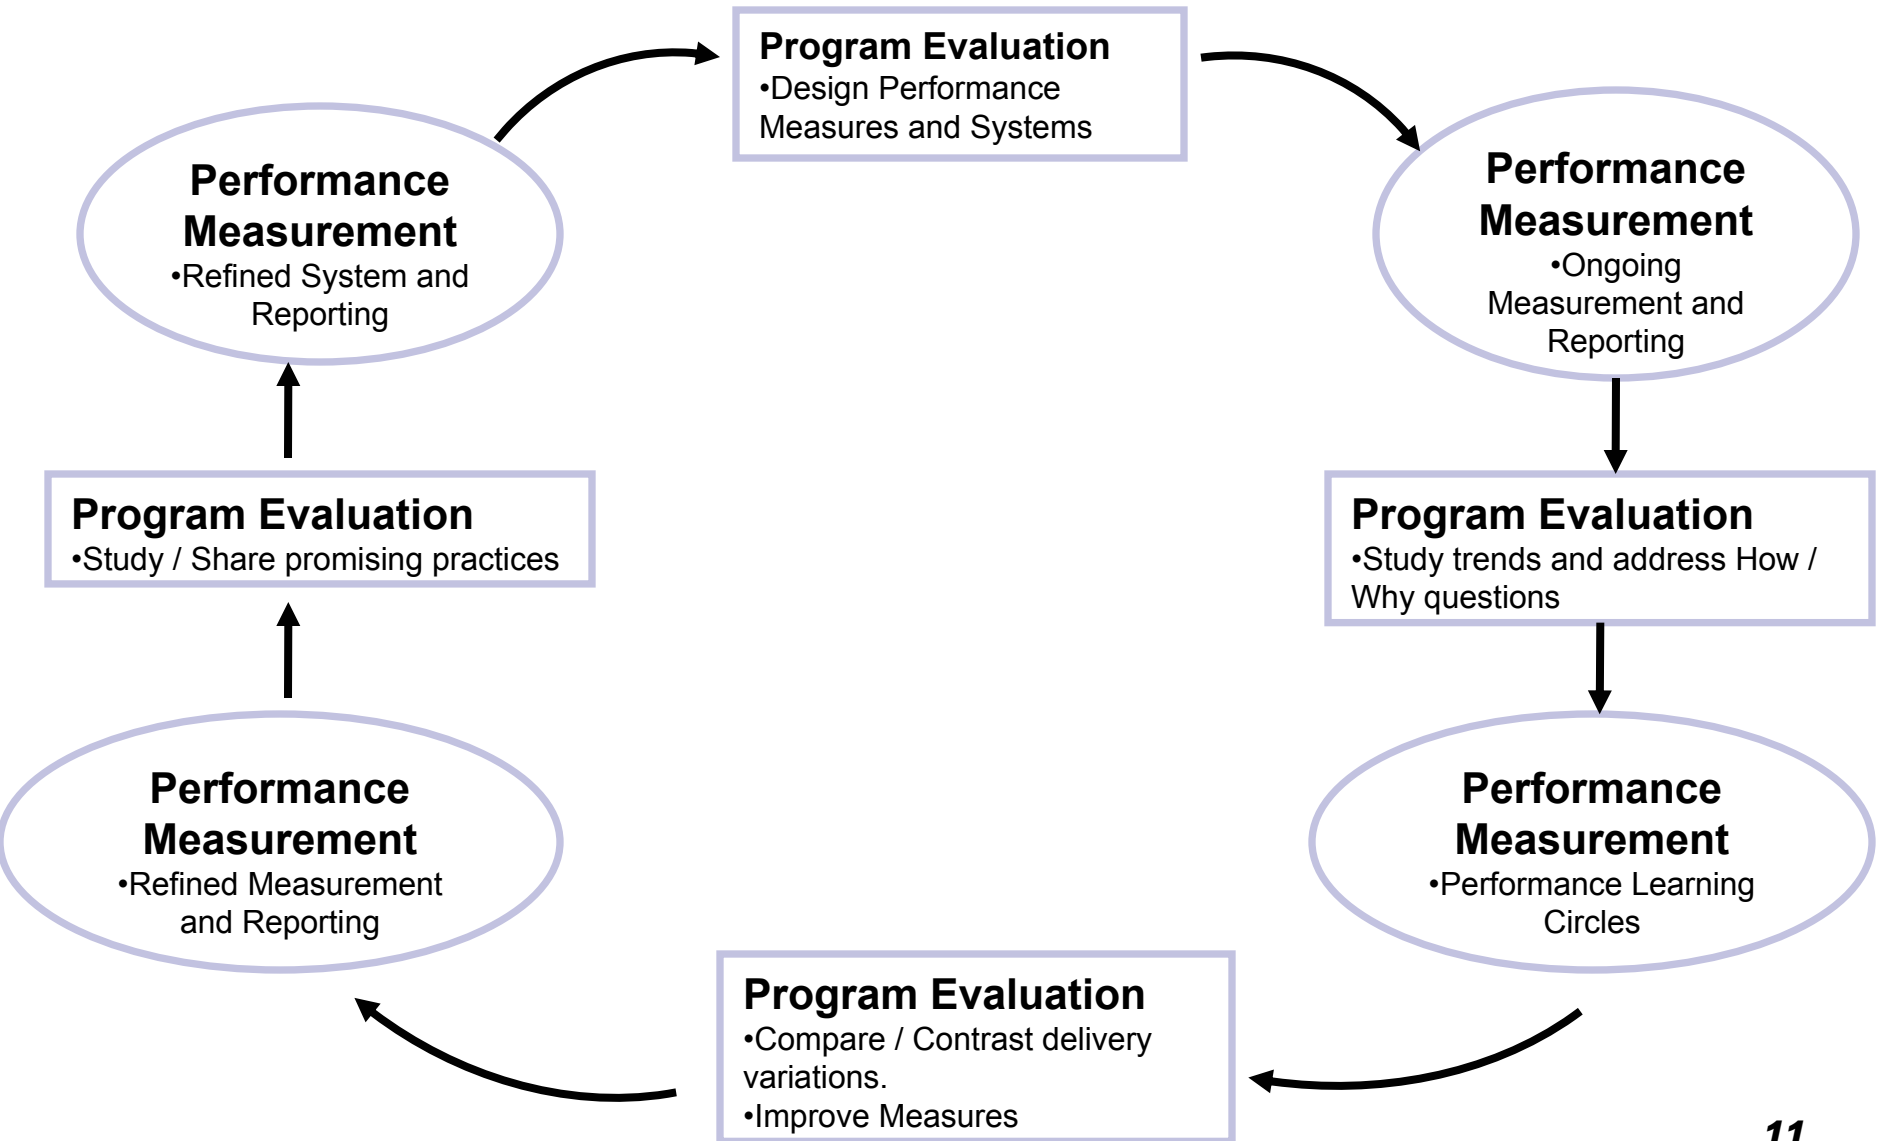 Program Evaluation
•Design Performance
Measures and Systems
Performance
Measurement
•Ongoing
Measurement and
Reporting
Program Evaluation
•Study trends and address How /
Why questions
Performance
Measurement
•Performance Learning
Circles
Program Evaluation
•Compare / Contrast delivery
variations.
•Improve Measures
Performance
Measurement
•Refined Measurement
and Reporting
Program Evaluation
•Study / Share promising practices
Performance
Measurement
•Refined System and
Reporting
11